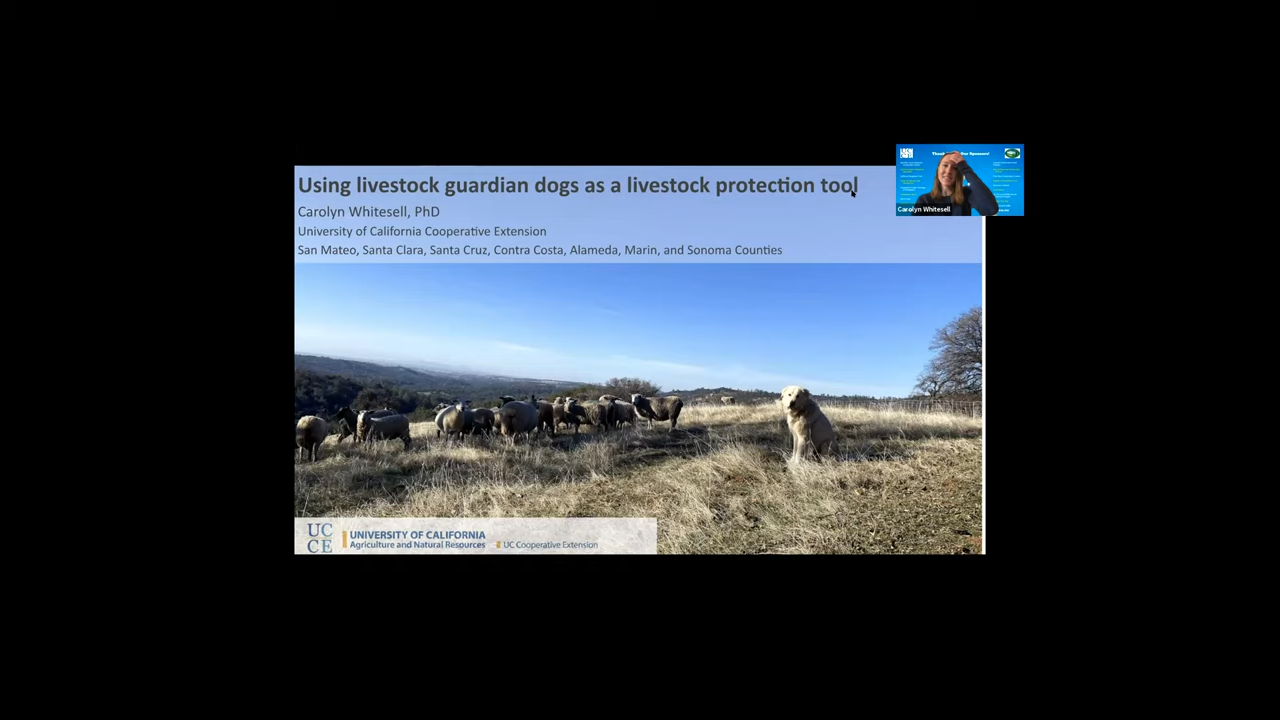 Using livestock guardian dogs as a livestock protection tool
Carolyn Whitesell, PhD
University of California Cooperative Extension
San Mateo, Santa Clara, Santa Cruz, Contra Costa, Alameda, Marin, and Sonoma Counties
Carolyn Whitesell
UC
CE
UNIVERSITY OF CALIFORNIA
Agriculture and Natural Resources
UC Cooperative Extension